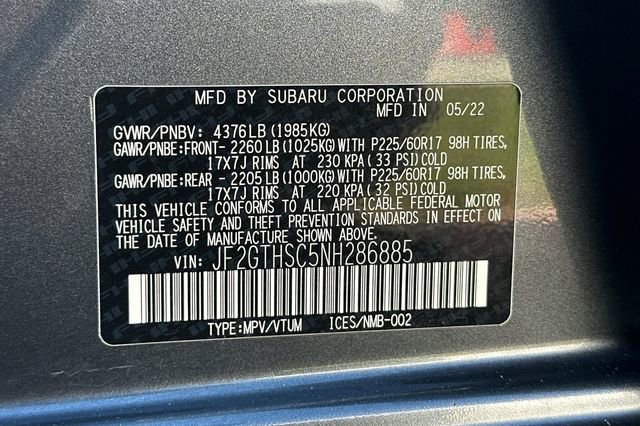 MFD BY SUBARU CORPORATION
MFD IN 05/22
GVWR/PNBV: 4376LB(1985KG)
GAWR/PNBE:FRONT- 2260LB(1025KG)WITH P225/60R17 98H TIRES,
17X7J RIMS AT 230 KPA(33 PSI)COLD
GAWR/PNBE:REAR - 2205LB(1000KG)WITH P225/60R17 98H TIRES,
17X7J RIMS AT 220 KPA(32 PSI)COLD
THIS VEHICLE CONFORMS TO ALL APPLICABLE FEDERAL MOTOR
VEHICLE SAFETY AND THEFT PREVENTION STANDARDS IN EFFECT ON
THE DATE OF MANUFACTURE SHOWN ABOVE.
VIN: JF2GTHSC5NH286885
TYPE:MPV/VTUM ICES/NMB-002